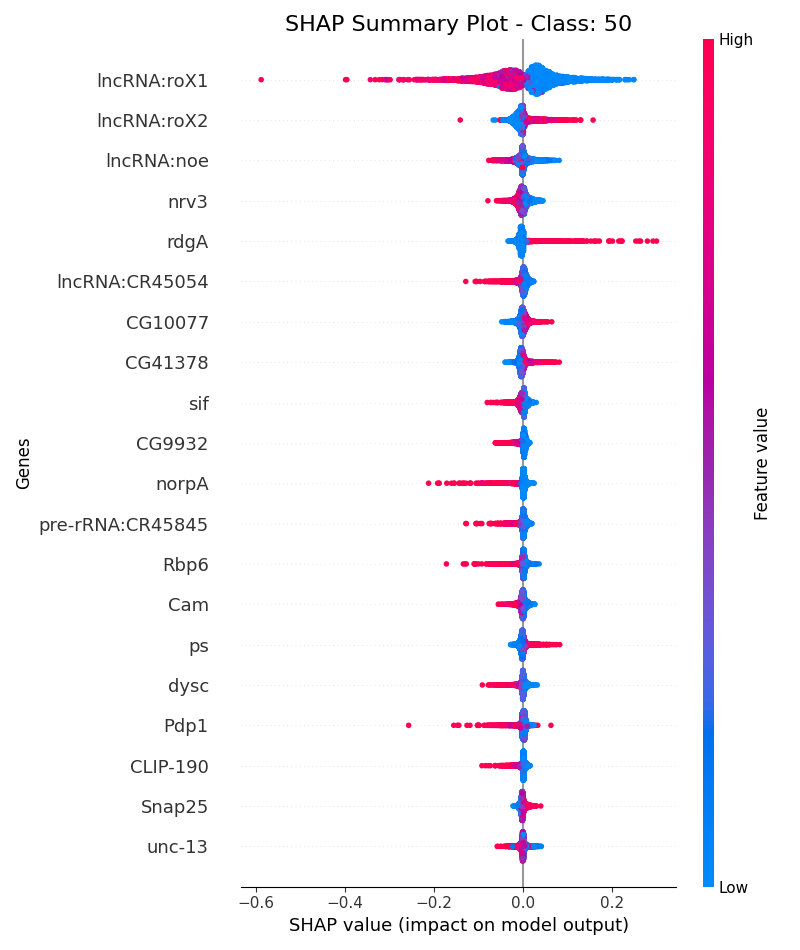 SHAP Summary Plot - Class: 50
High
lncRNA:roX1
lncRNA:roX2
lncRNA:noe
nrv3
rdgA
lncRNA:CR45054
CG10077
CG41378
sif
CG9932
norpA
pre-rRNA:CR45845
Rbp6
Cam
ps
dysc
Pdp1
CLIP-190
Snap25
unc-13
Genes
Feature value
Low
−0.6 −0.4 −0.2 0.0 0.2
SHAP value (impact on model output)